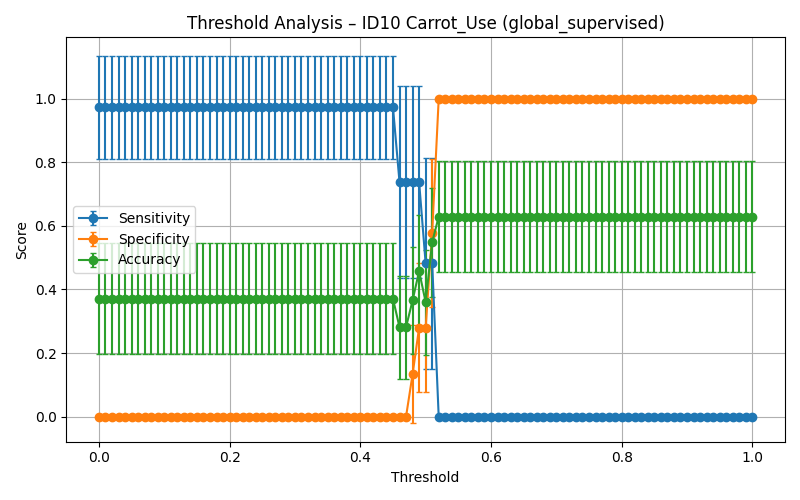 Threshold Analysis – ID10 Carrot_Use (global_supervised)
Score
1.0
0.8
0.6
0.4
0.2
0.0
Sensitivity
Specificity
Accuracy
0.0 0.2 0.4 0.6 0.8 1.0
Threshold